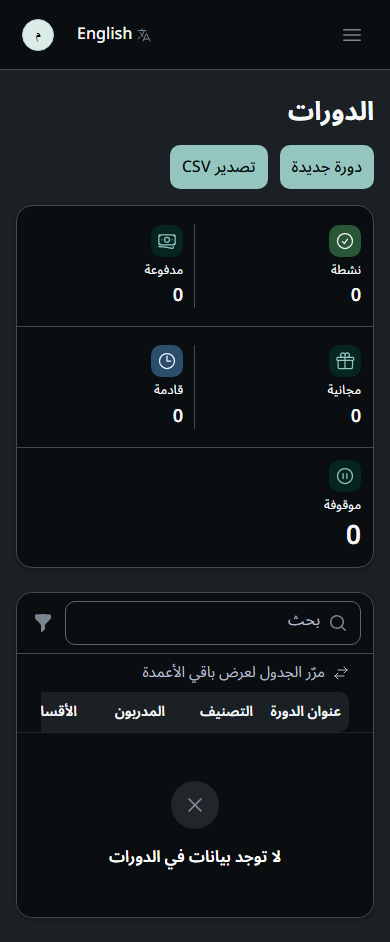 English
م
الدورات
دورة جديدة
تصدير CSV
نشطة
0
مدفوعة
0
مجانية
0
قادمة
0
موقوفة
0
بحث
مرّر الجدول لعرض باقي الأعمدة
عنوان الدورة التصنيف المدربون الأقسا
لا توجد بيانات في الدورات